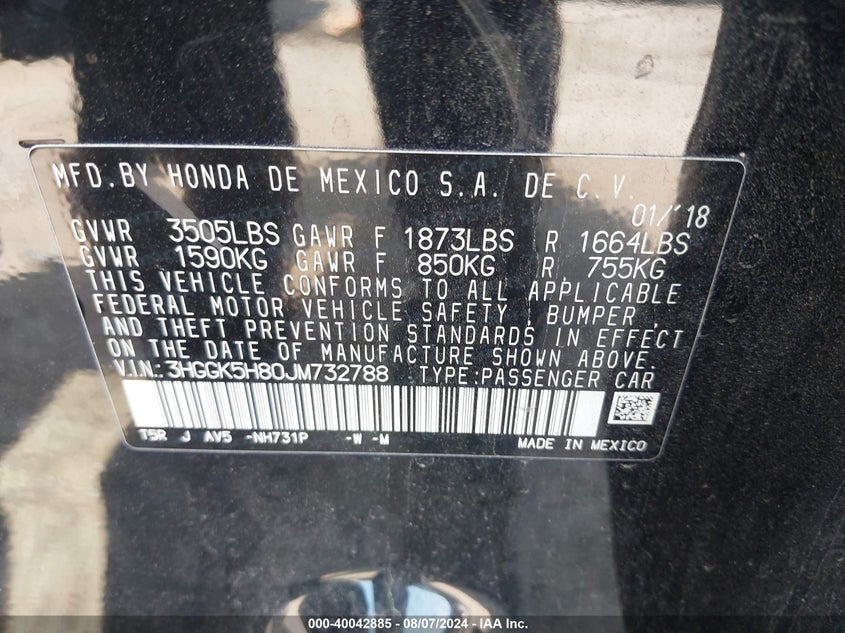 MFD.BY HONDA DE MEXICO S.A. DE C.V.
01/'18
GVWR 3505LBS GAWR F 1873LBS R 1664LBS
GVWR 1590KG GAWR F 850KG R 755KG
THIS VEHICLE CONFORMS TO ALL APPLICABLE
FEDERAL MOTOR VEHICLE SAFETY, BUMPER,
AND THEFT PREVENTION STANDARDS IN EFFECT
ON THE DATE OF MANUFACTURE SHOWN ABOVE.
V.I.N.: 3HGGK5H80JM732788 TYPE:PASSENGER CAR
T5R J AV5 -NH731P -W -M MADE IN MEXICO
000-40042885 - 08/07/2024 - IAA Inc.